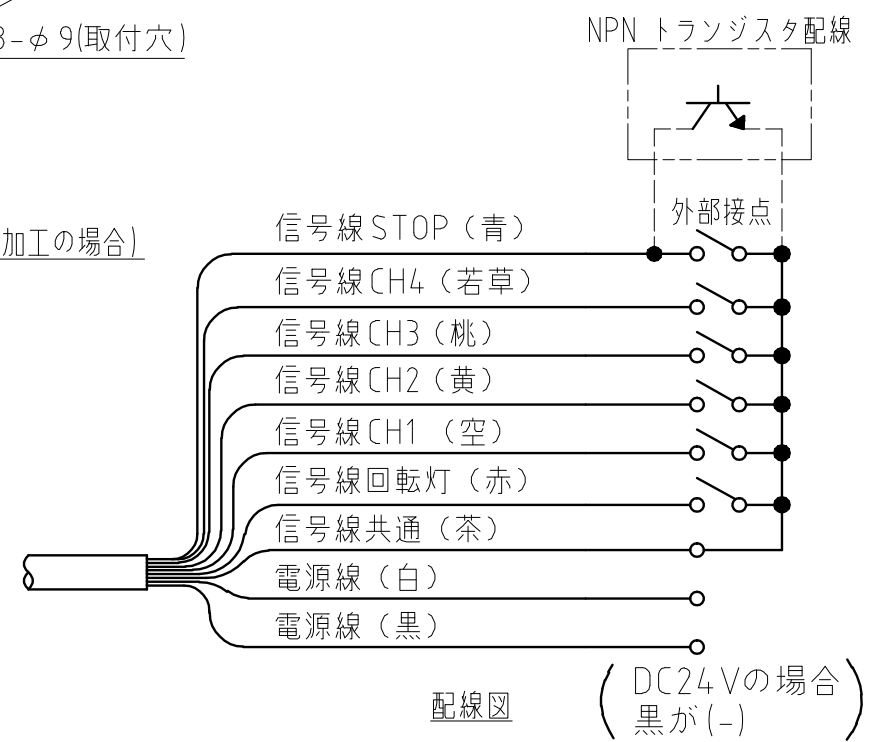 3-φ9(取付穴)
NPN トランジスタ配線
加工の場合)
外部接点
信号線STOP(青)
信号線CH4(若草)
信号線CH3(桃)
信号線CH2(黄)
信号線CH1 (空)
信号線回転灯(赤)
信号線共通(茶)
電源線(白)
電源線(黒)
配線図
(DC24Vの場合
黒が(-))